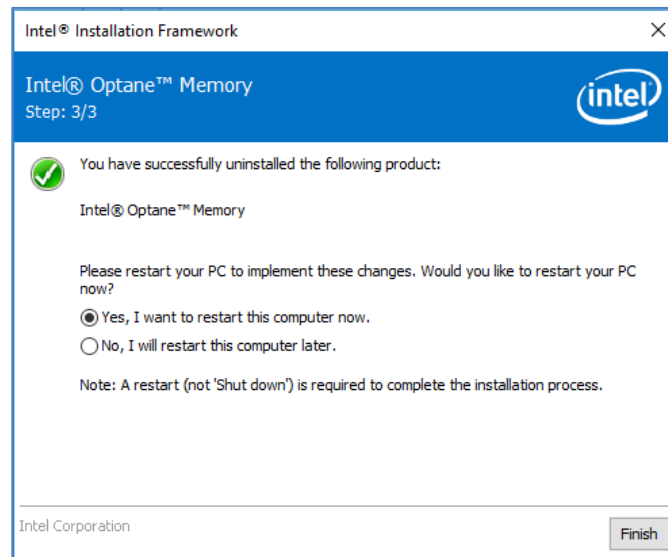 Intel® Installation Framework
Intel® Optane™ Memory
Step: 3/3
intel
You have successfully uninstalled the following product:
Intel® Optane™ Memory
Please restart your PC to implement these changes. Would you like to restart your PC
now?
Yes, I want to restart this computer now.
No, I will restart this computer later.
Note: A restart (not 'Shut down') is required to complete the installation process.
Intel Corporation
Finish